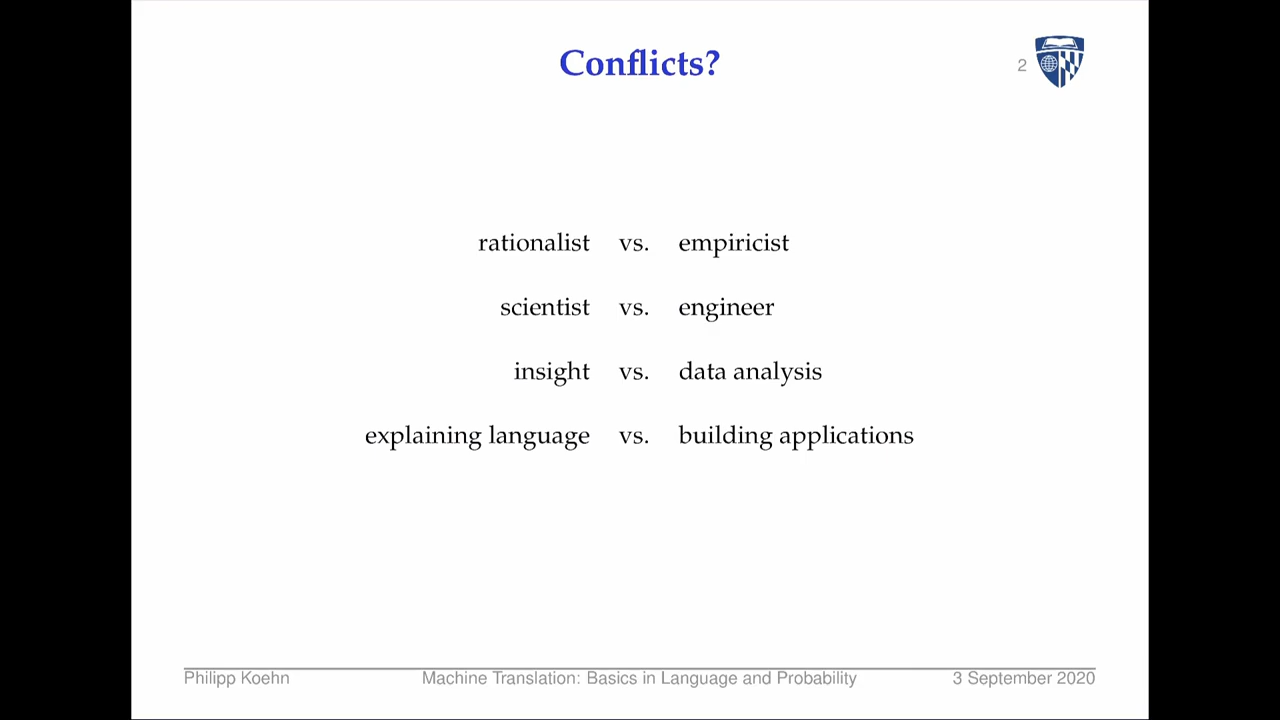 Conflicts?
2
rationalist vs. empiricist
scientist vs. engineer
insight vs. data analysis
explaining language vs. building applications
Philipp Koehn Machine Translation: Basics in Language and Probability 3 September 2020